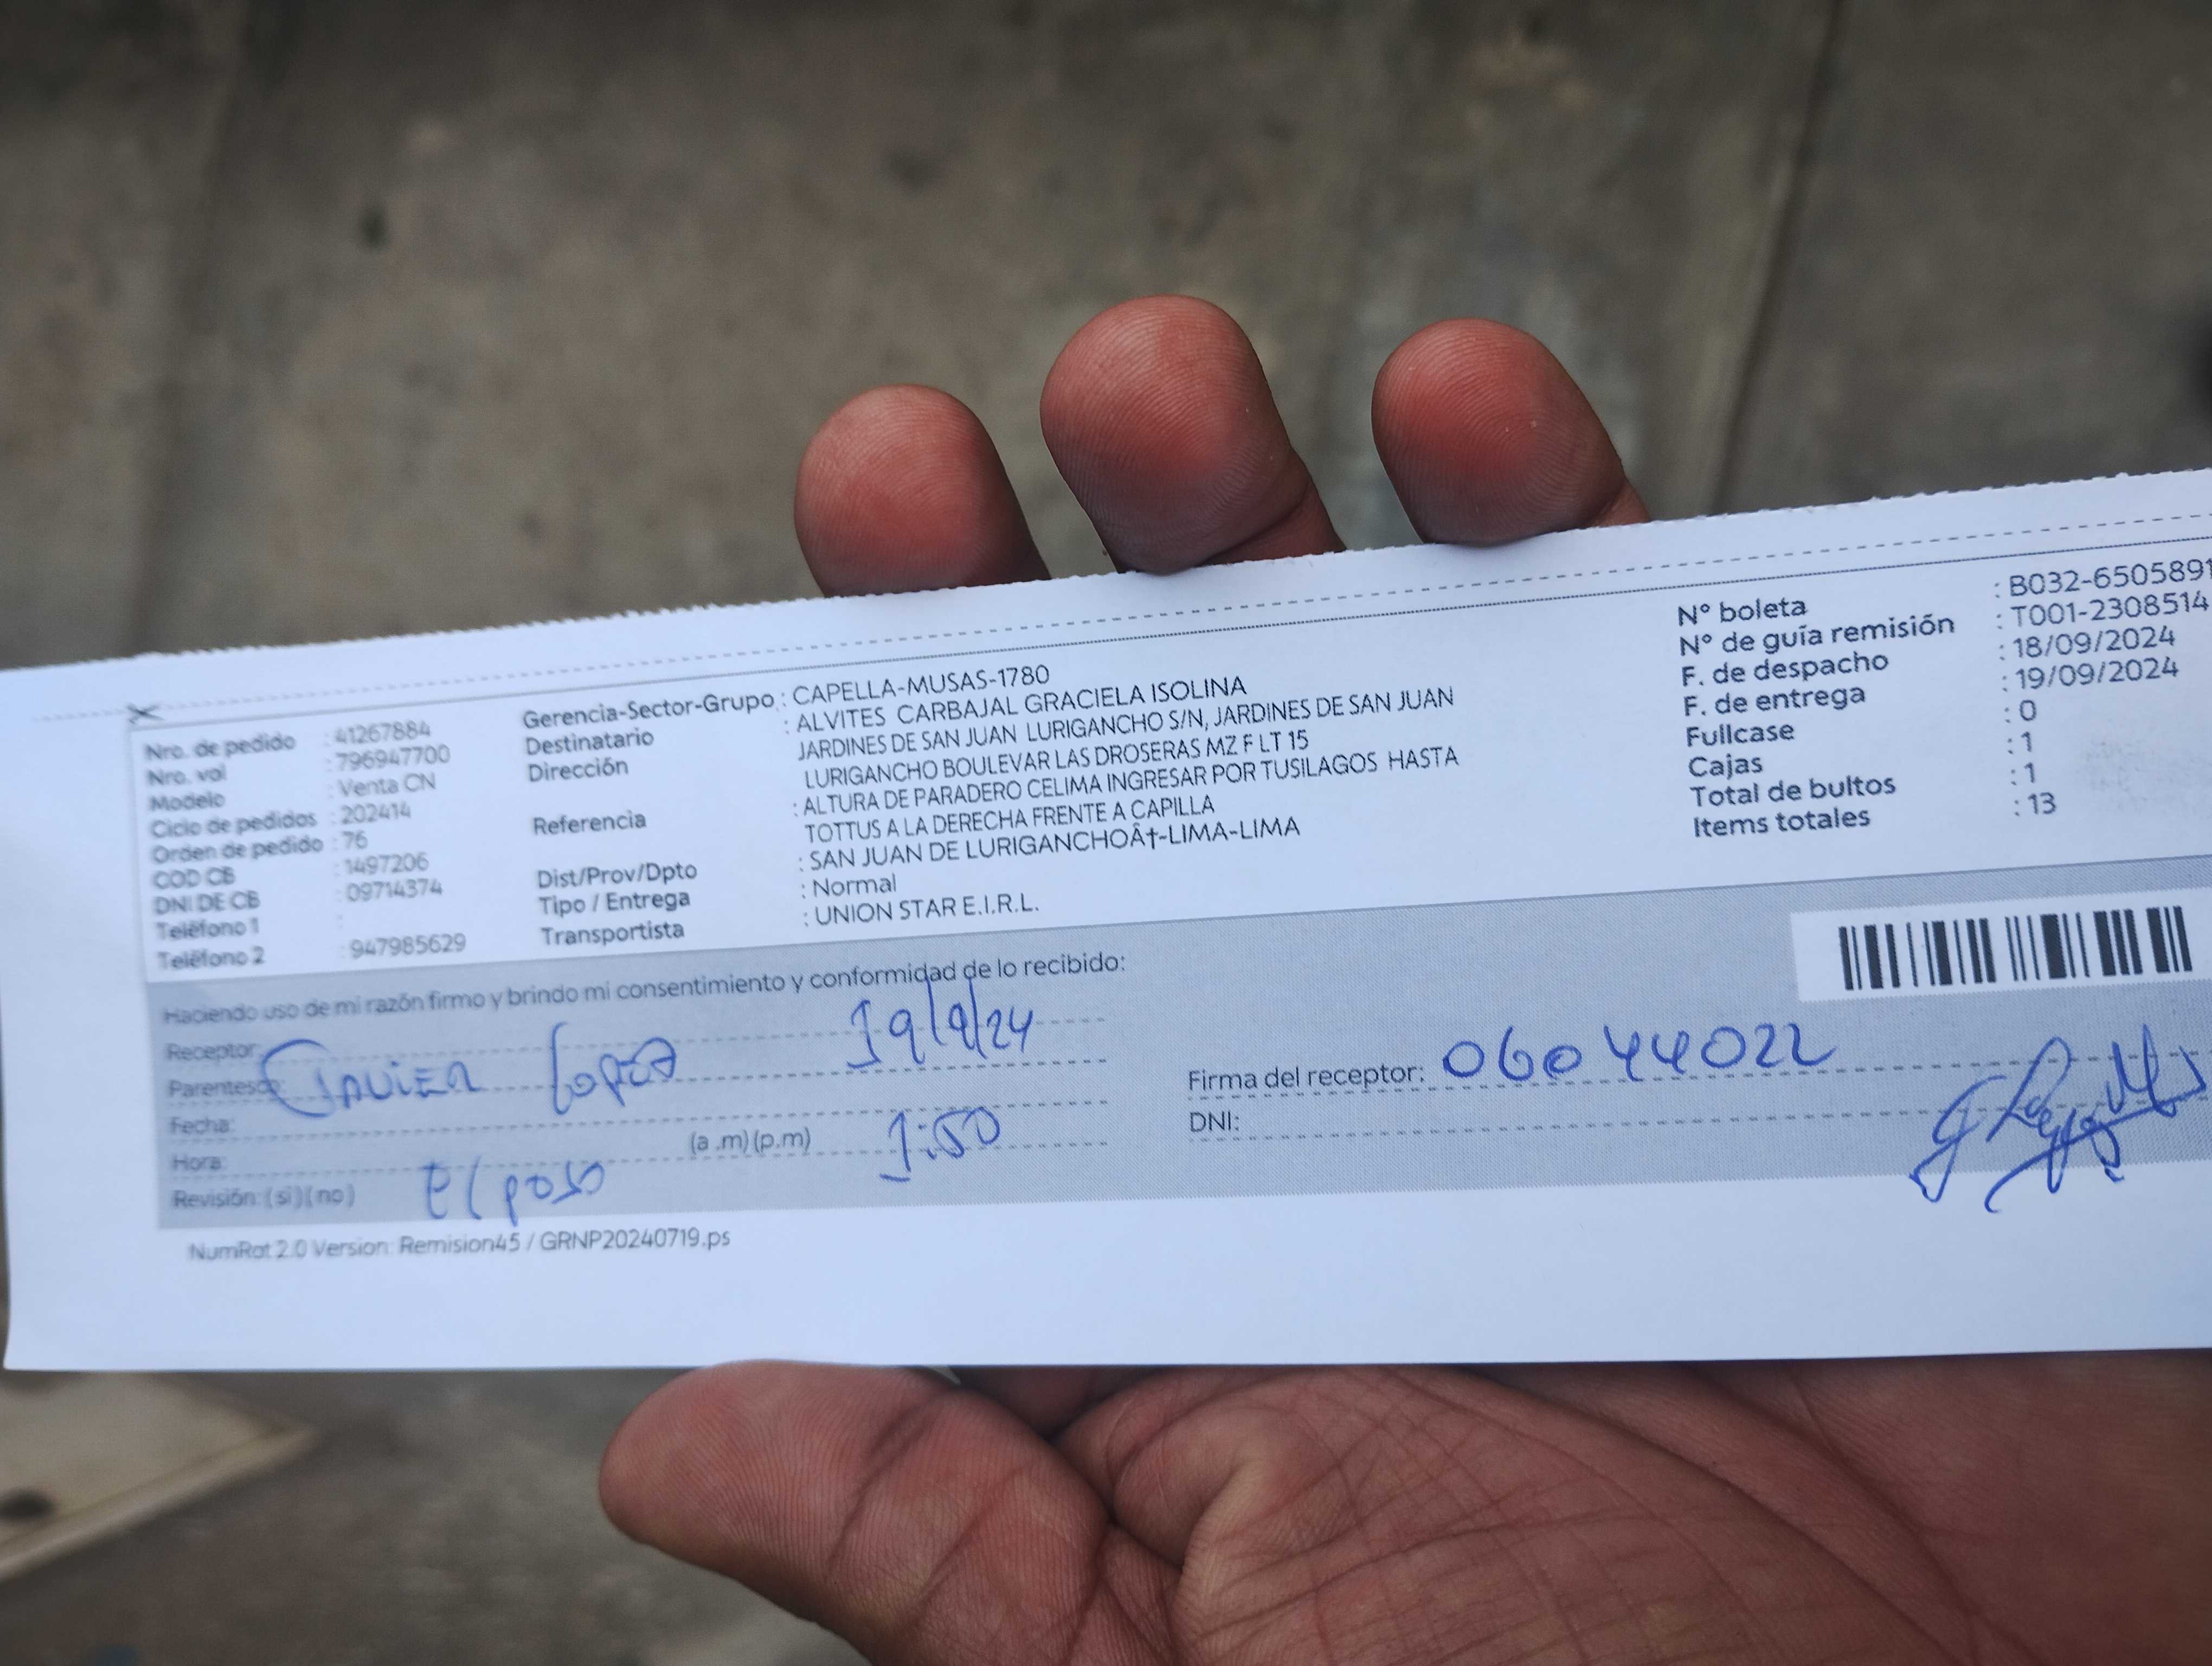 Nro. de pedido : 41267884
Nro. val : 796947700
Modelo : Venta CN
Ciclo de pedidos : 202414
Orden de pedido : 76
COD CB : 1497206
DNI DE CB : 09714374
Teléfono 1 :
Teléfono 2 : 947985629
Gerencia-Sector-Grupo : CAPELLA-MUSAS-1780
Destinatario : ALVITES CARBAJAL GRACIELA ISOLINA
Dirección JARDINES DE SAN JUAN LURIGANCHO S/N, JARDINES DE SAN JUAN
LURIGANCHO BOULEVAR LAS DROSERAS MZ F LT 15
Referencia : ALTURA DE PARADERO CELIMA INGRESAR POR TUSILAGOS HASTA
TOTTUS A LA DERECHA FRENTE A CAPILLA
Dist/Prov/Dpto : SAN JUAN DE LURIGANCHOÂ†-LIMA-LIMA
Tipo / Entrega : Normal
Transportista : UNION STAR E.I.R.L.
N° boleta : B032-6505891
N° de guía remisión : T001-2308514
F. de despacho : 18/09/2024
F. de entrega : 19/09/2024
Fullcase : 0
Cajas : 1
Total de bultos : 1
Items totales : 13
Haciendo uso de mi razón firmo y brindo mi consentimiento y conformidad de lo recibido:
Receptor:
Parentesco: JAVIER 19/9/24
Fecha:
Hora: (a .m) (p.m) 1:50
Revisión: (si) (no) Esposo
Firma del receptor: 06044022
DNI:
NumRot 2.0 Version: Remision45 / GRNP20240719.ps